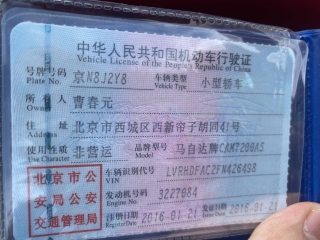 中华人民共和国机动车行驶证
Vehicle License of the People's Republic of China
号牌号码 京N8J2Y8 车辆类型 小型轿车
Plate No. Vehicle Type
所有人 曹春元
Owner
住址 北京市西城区西新帘子胡同41号
Address
使用性质 非营运 品牌型号 马自达牌CAM7200A5
Use Character Model
北京市公安局公安交通管理局
车辆识别代号 LVRHDFAC2FN426498
VIN
发动机号码 3227084
Engine No.
注册日期 2016-01-21 发证日期 2016-01-21
Register Date Issue Date